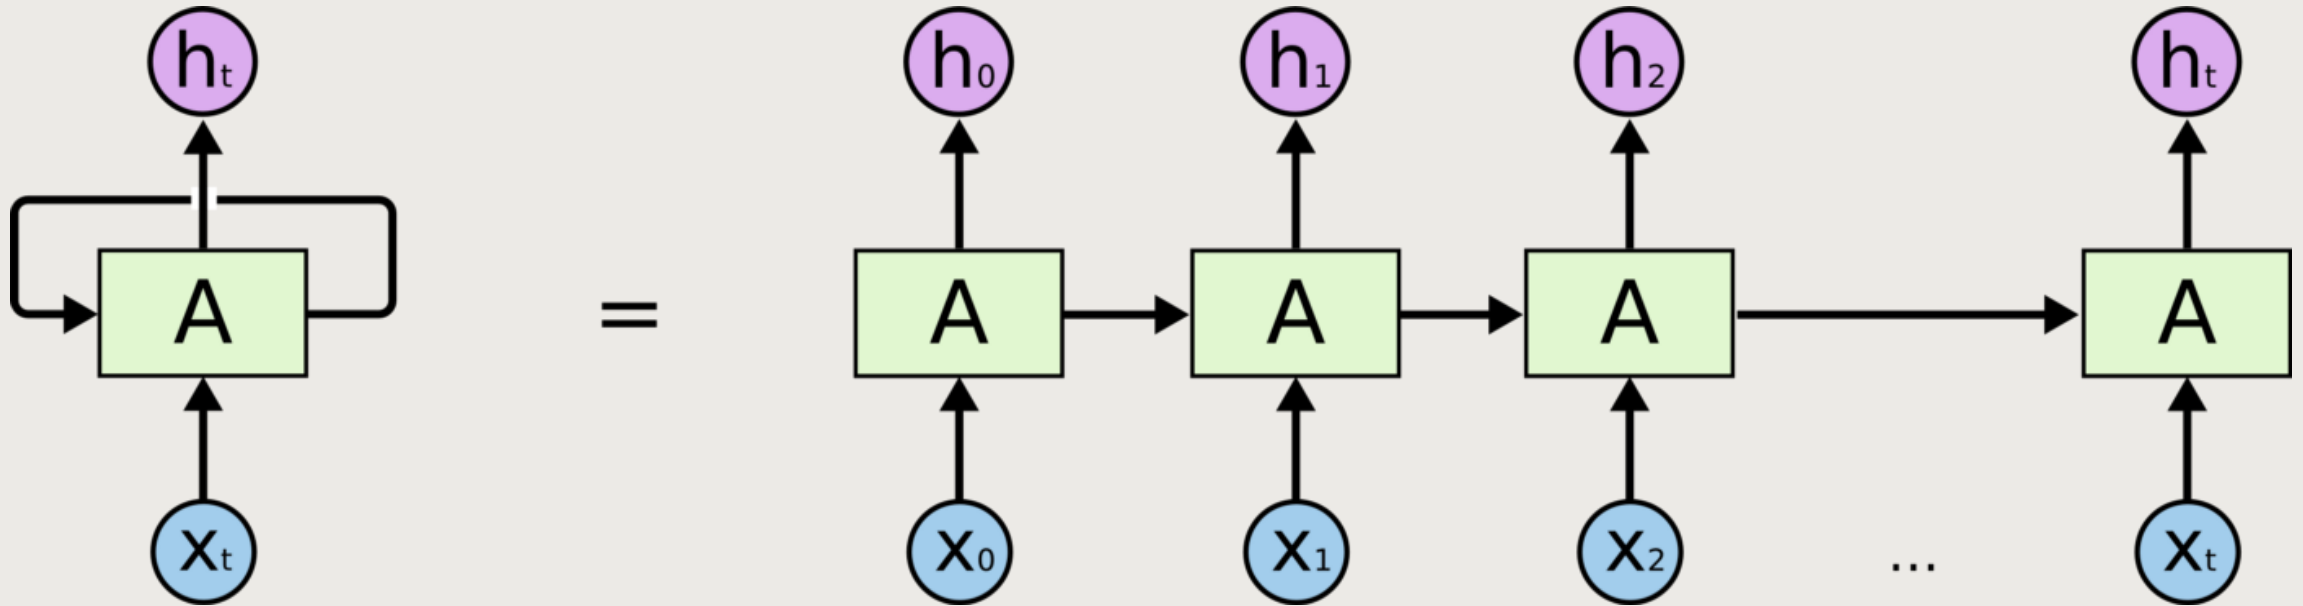 ht h0 h1 h2 ht
A = A A A A
xt x0 x1 x2 ... xt